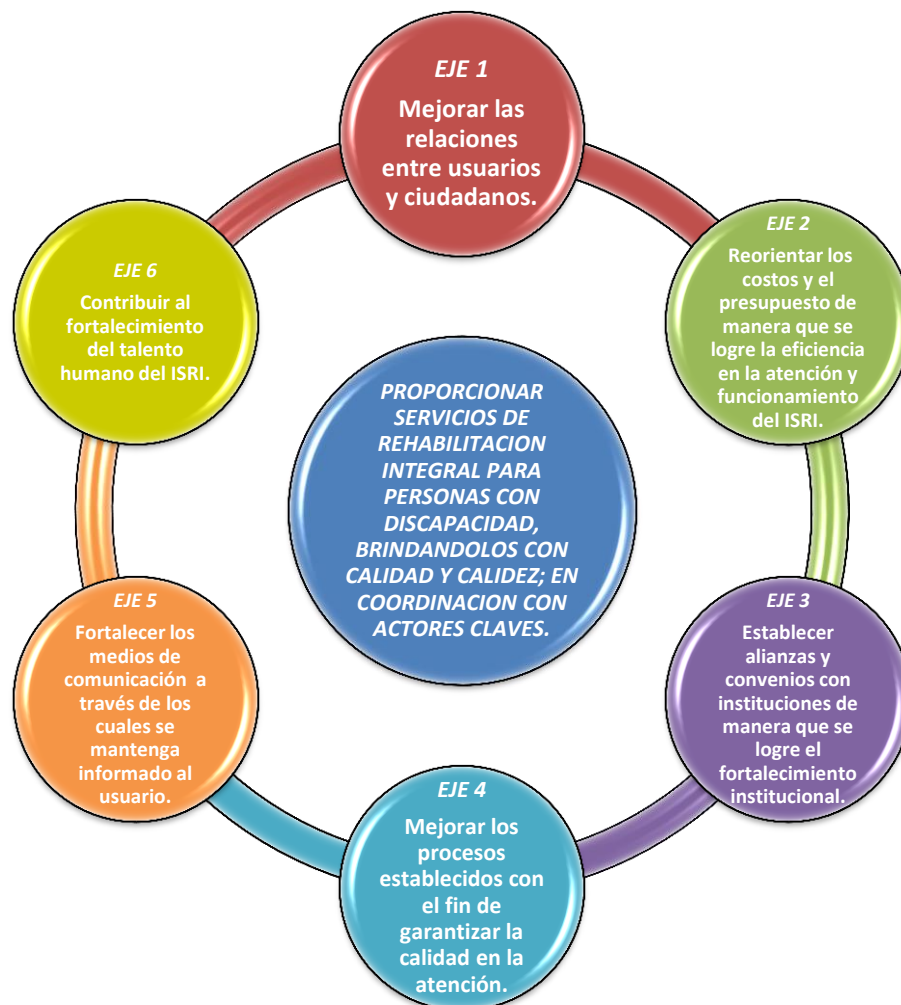 EJE 1
Mejorar las
relaciones
entre usuarios
y ciudadanos.
EJE 2
Reorientar los
costos y el
presupuesto de
manera que se
logre la eficiencia
en la atención y
funcionamiento
del ISRI.
EJE 3
Establecer
alianzas y
convenios con
instituciones de
manera que se
logre el
fortalecimiento
institucional.
EJE 4
Mejorar los
procesos
establecidos con
el fin de
garantizar la
calidad en la
atención.
EJE 5
Fortalecer los
medios de
comunicación a
través de los
cuales se
mantenga
informado al
usuario.
EJE 6
Contribuir al
fortalecimiento
del talento
humano del ISRI.
PROPORCIONAR
SERVICIOS DE
REHABILITACION
INTEGRAL PARA
PERSONAS CON
DISCAPACIDAD,
BRINDANDOLOS CON
CALIDAD Y CALIDEZ; EN
COORDINACION CON
ACTORES CLAVES.